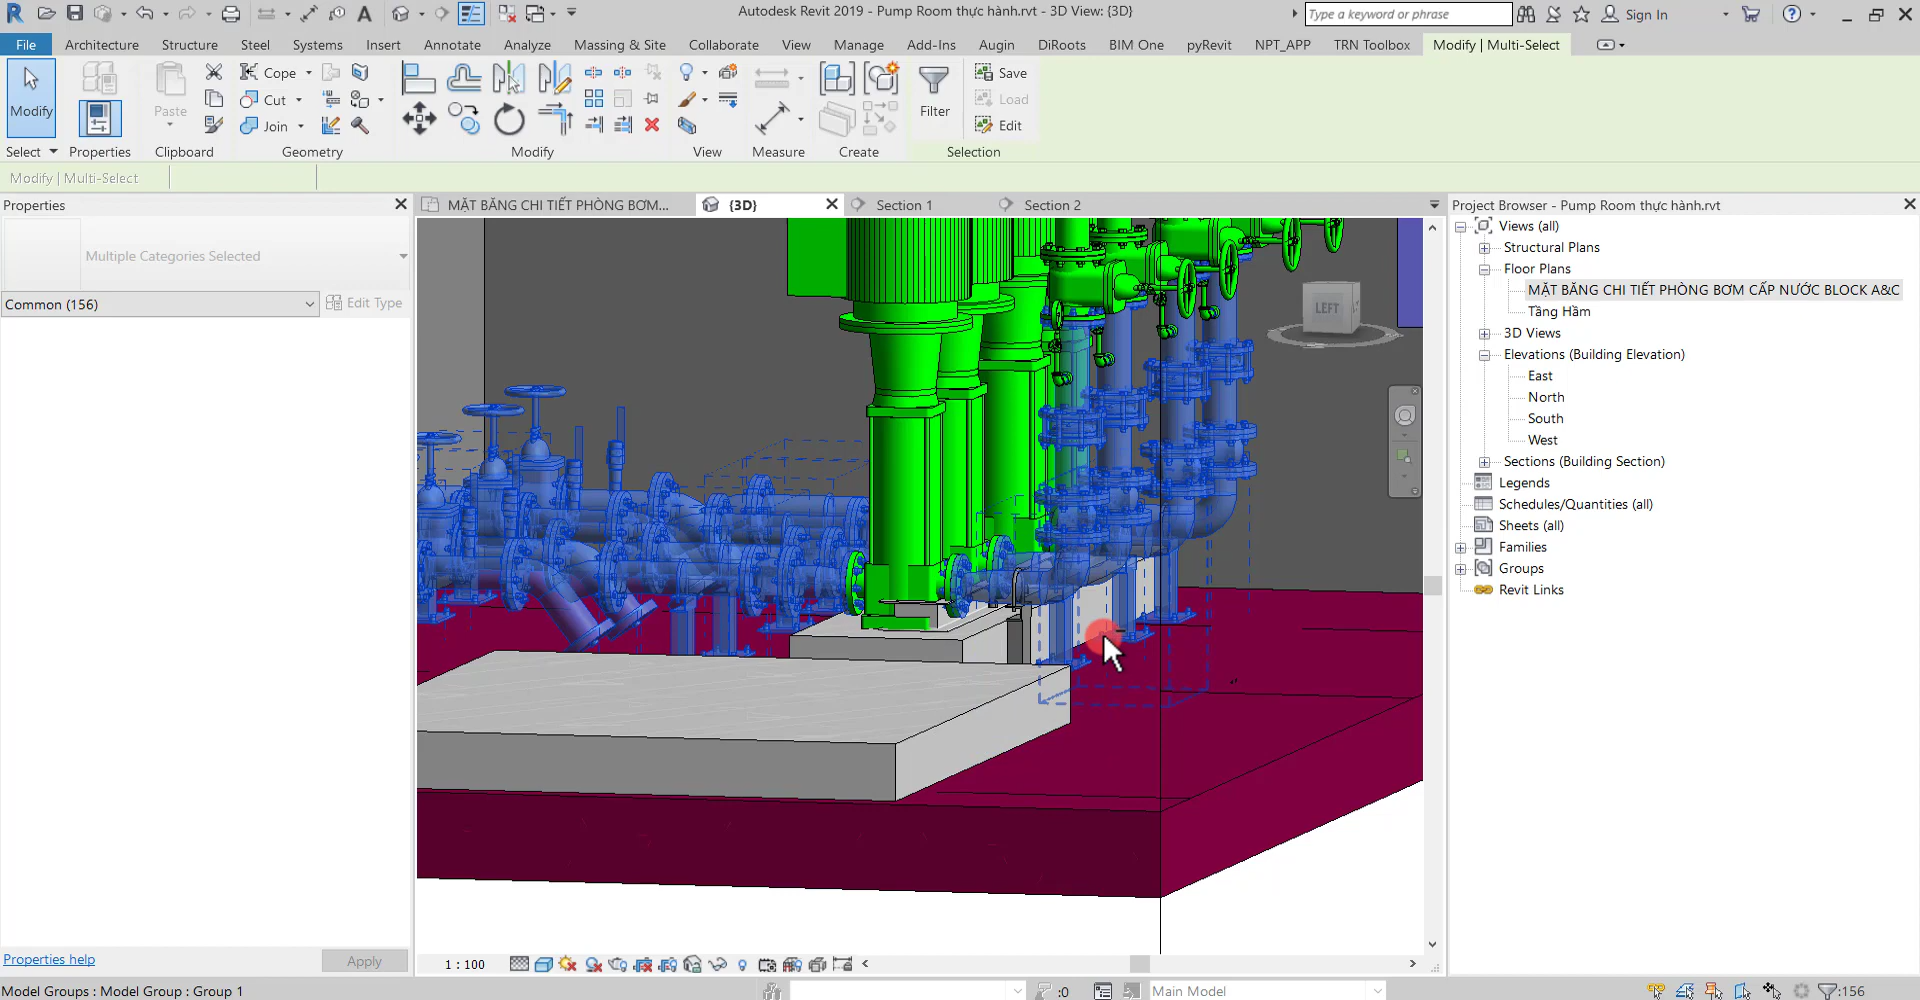 Autodesk Revit 2019 - Pump Room thực hành.rvt - 3D View: {3D}
Type a keyword or phrase
Sign In
File Architecture Structure Steel Systems Insert Annotate Analyze Massing & Site Collaborate View Manage Add-Ins Augin DiRoots BIM One pyRevit NPT_APP TRN Toolbox Modify | Multi-Select
Modify
Paste
Cope
Cut
Join
Filter
Save
Load
Edit
Select Properties Clipboard Geometry Modify View Measure Create Selection
Modify | Multi-Select
Properties
MẶT BẰNG CHI TIẾT PHÒNG BƠM... {3D} Section 1 Section 2
Project Browser - Pump Room thực hành.rvt
Multiple Categories Selected
Common (156)
Edit Type
LEFT
Views (all)
Structural Plans
Floor Plans
MẶT BẰNG CHI TIẾT PHÒNG BƠM CẤP NƯỚC BLOCK A&C
Tầng Hầm
3D Views
Elevations (Building Elevation)
East
North
South
West
Sections (Building Section)
Legends
Schedules/Quantities (all)
Sheets (all)
Families
Groups
Revit Links
Properties help
Apply
1 : 100
Model Groups : Model Group : Group 1
:0
Main Model
:156